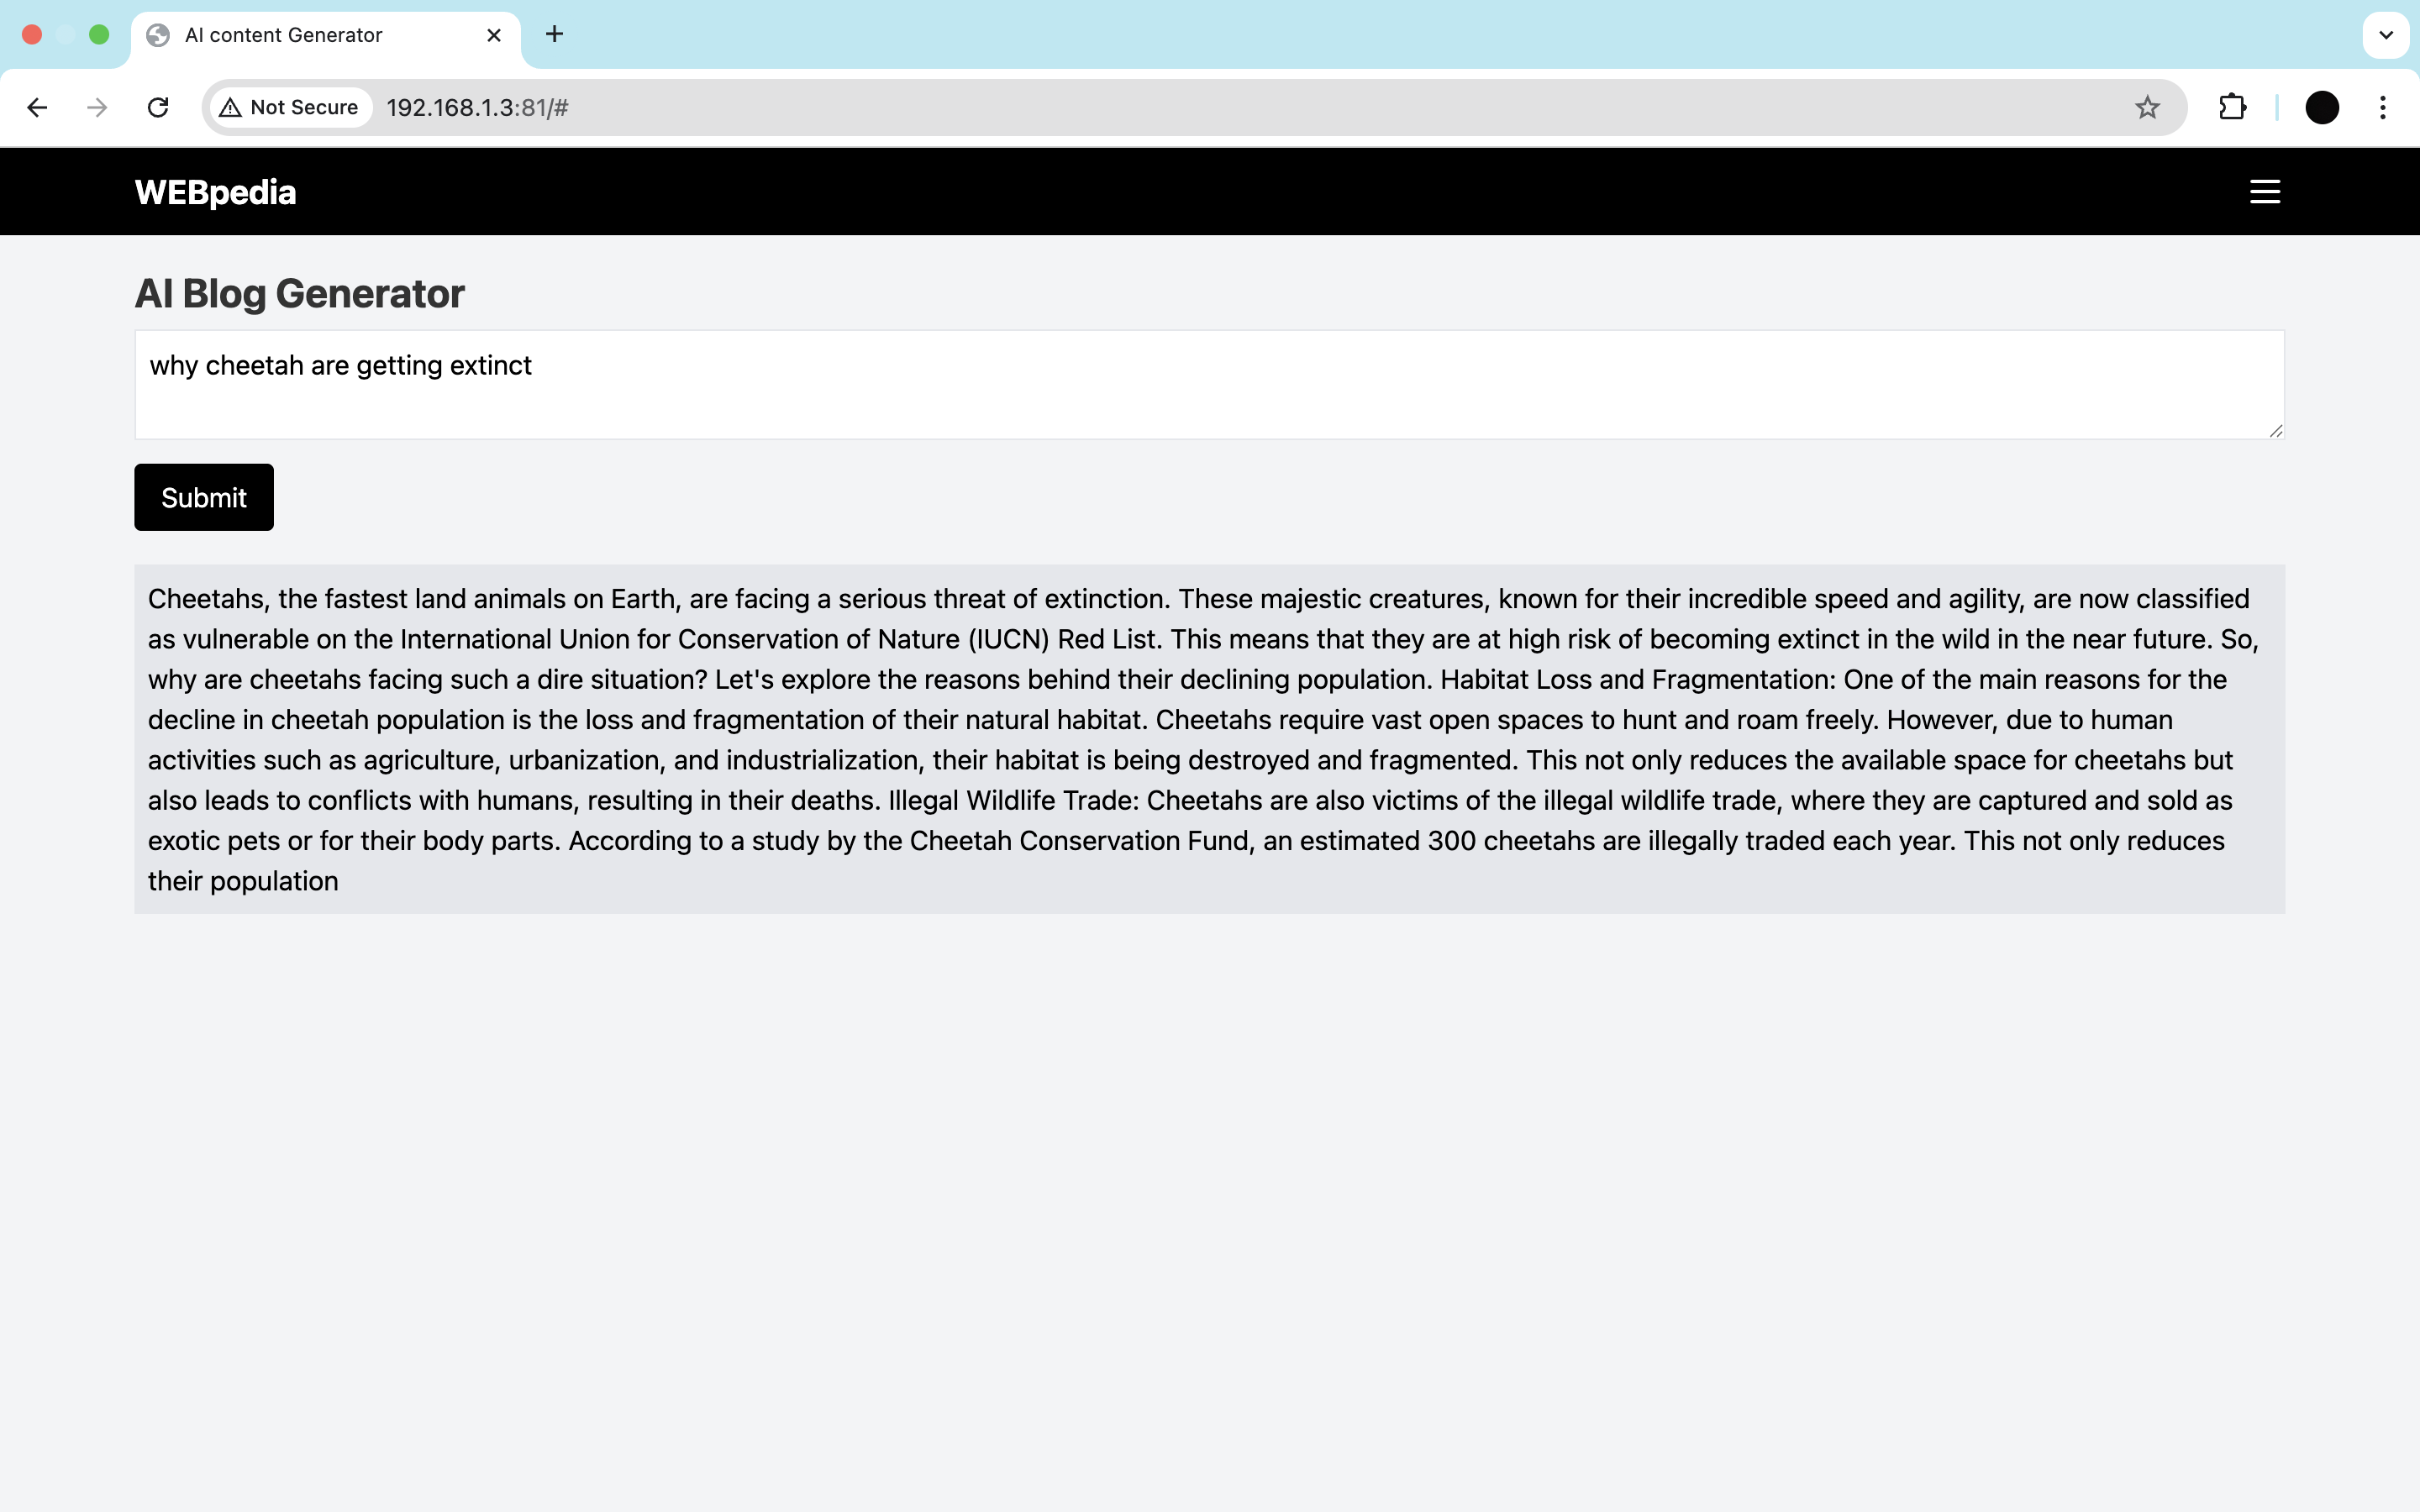 AI content Generator
Not Secure 192.168.1.3:81/#
WEBpedia
AI Blog Generator
why cheetah are getting extinct
Submit
Cheetahs, the fastest land animals on Earth, are facing a serious threat of extinction. These majestic creatures, known for their incredible speed and agility, are now classified
as vulnerable on the International Union for Conservation of Nature (IUCN) Red List. This means that they are at high risk of becoming extinct in the wild in the near future. So,
why are cheetahs facing such a dire situation? Let's explore the reasons behind their declining population. Habitat Loss and Fragmentation: One of the main reasons for the
decline in cheetah population is the loss and fragmentation of their natural habitat. Cheetahs require vast open spaces to hunt and roam freely. However, due to human
activities such as agriculture, urbanization, and industrialization, their habitat is being destroyed and fragmented. This not only reduces the available space for cheetahs but
also leads to conflicts with humans, resulting in their deaths. Illegal Wildlife Trade: Cheetahs are also victims of the illegal wildlife trade, where they are captured and sold as
exotic pets or for their body parts. According to a study by the Cheetah Conservation Fund, an estimated 300 cheetahs are illegally traded each year. This not only reduces
their population